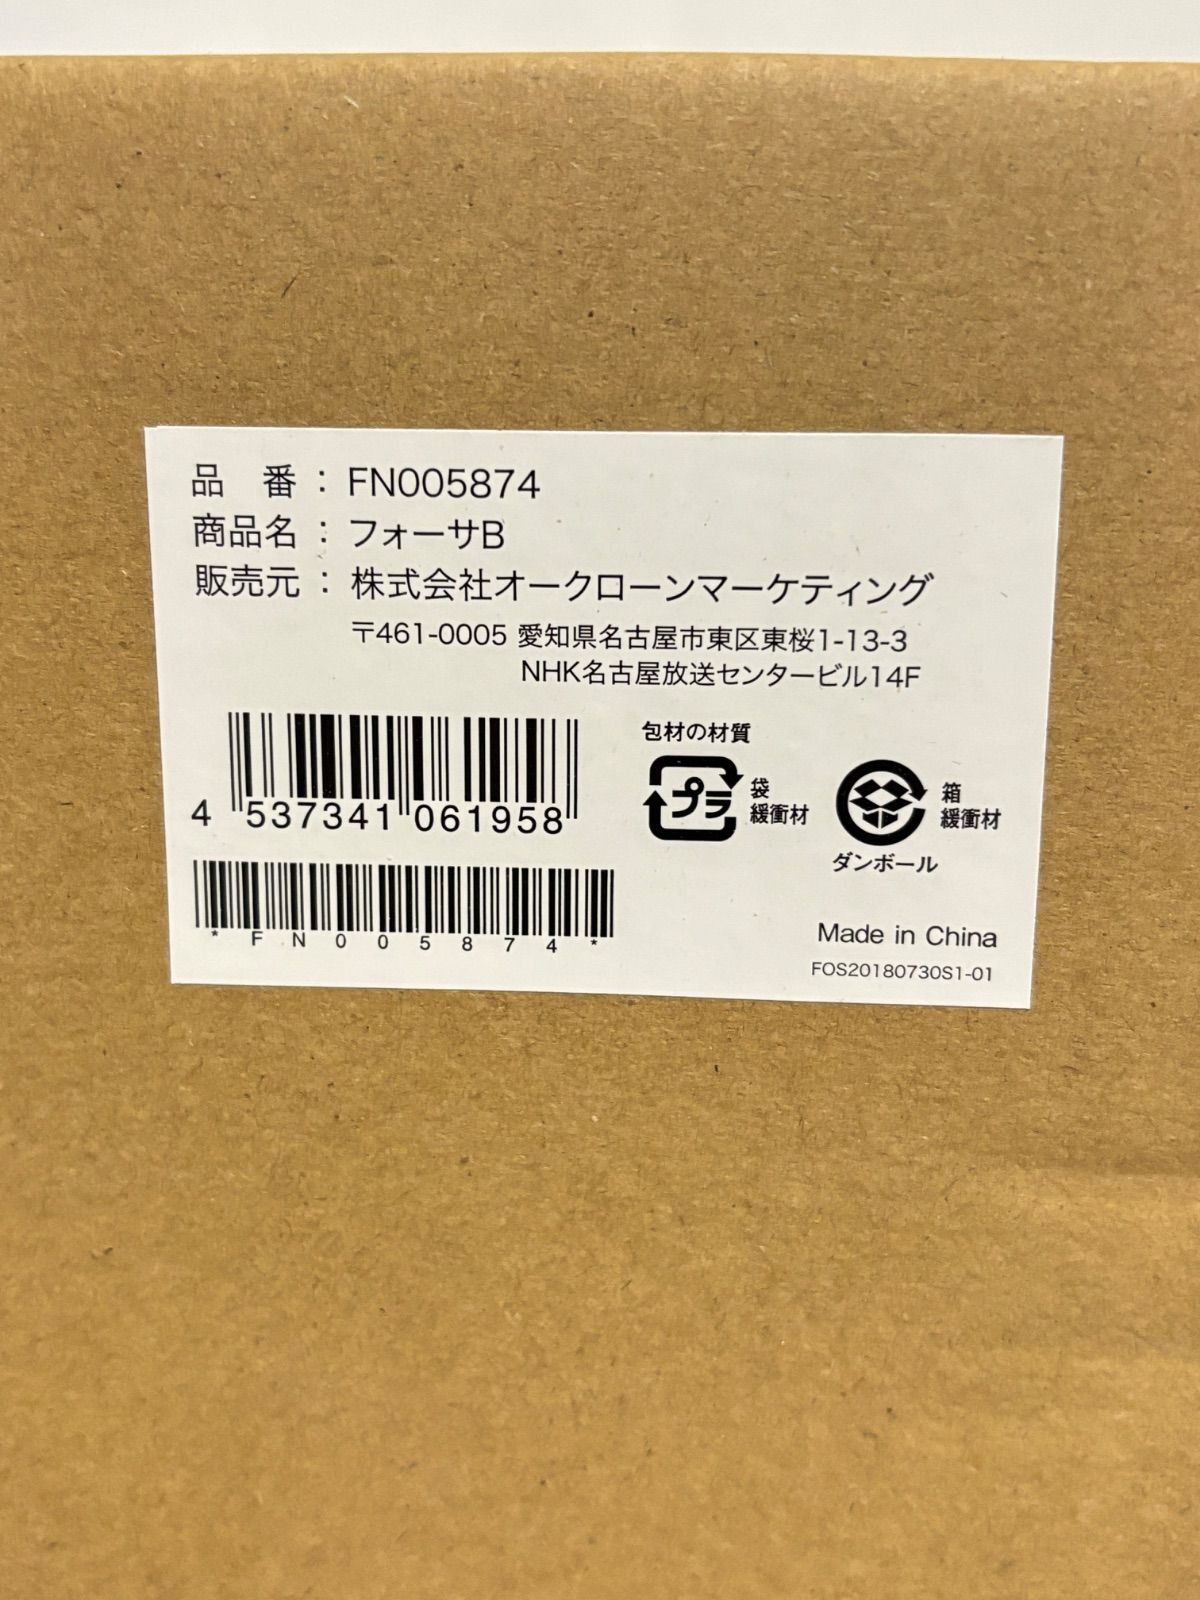 品　番 : FN005874
商品名 : フォーサB
販売元 : 株式会社オークローンマーケティング
〒461-0005 愛知県名古屋市東区東桜1-13-3
NHK名古屋放送センタービル14F
4 537341 061958
*FN005874*
包材の材質
プラ
袋
緩衝材
箱
緩衝材
ダンボール
Made in China
FOS20180730S1-01